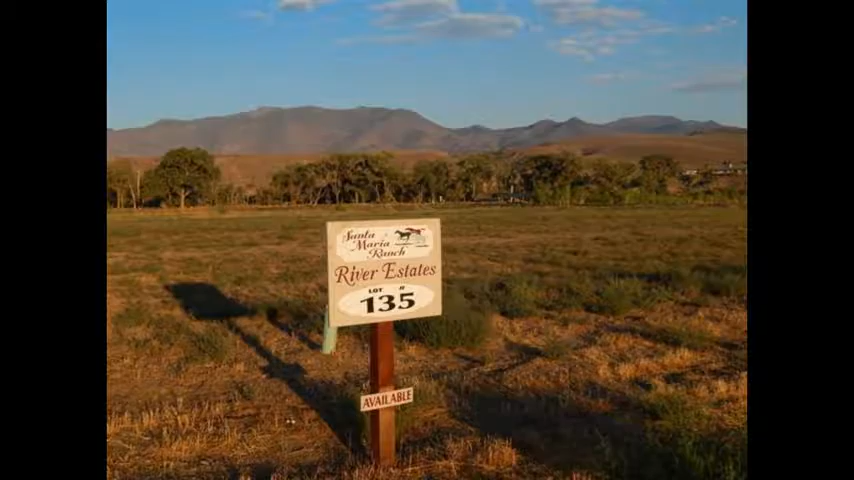 Santa
Maria
Ranch
River Estates
LOT #
135
AVAILABLE